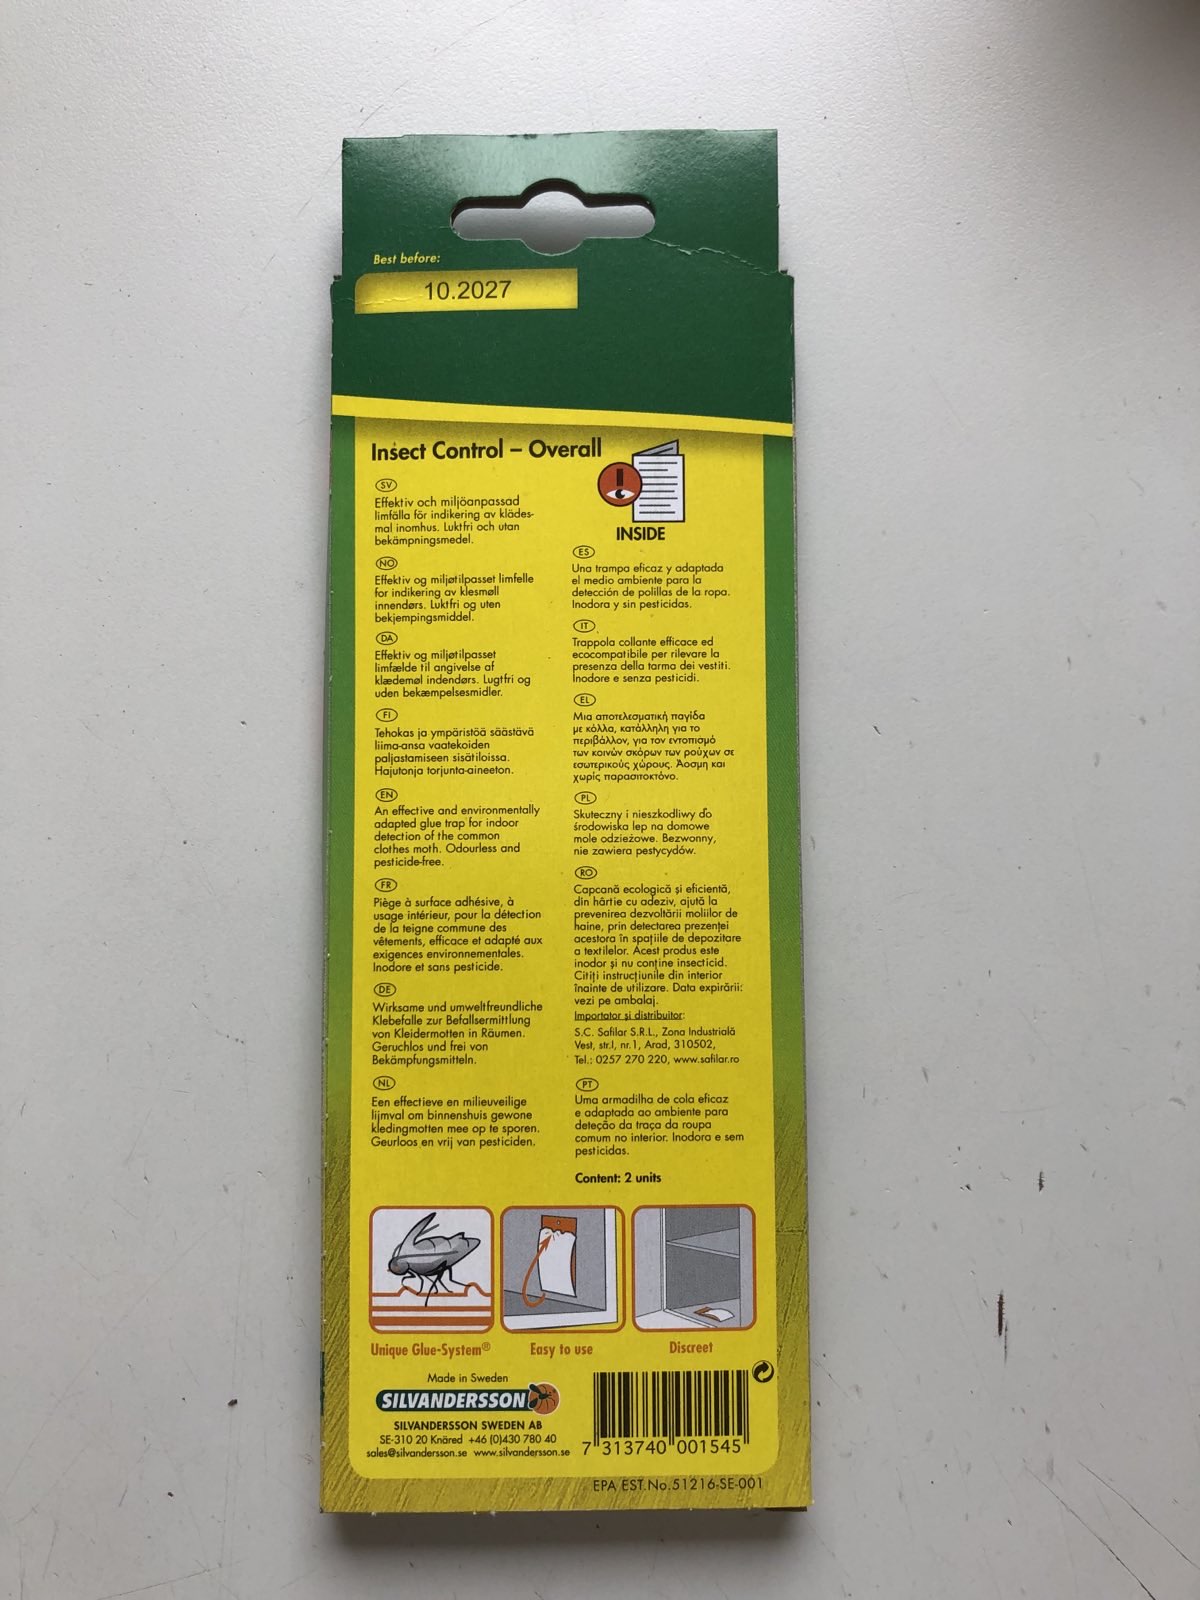 Best before:
10.2027
Insect Control – Overall
INSIDE
SV
Effektiv och miljöanpassad
limfälla för indikering av klädes-
mal inomhus. Luktfri och utan
bekämpningsmedel.
NO
Effektiv og miljøtilpasset limfelle
for indikering av klesmøll
innendørs. Luktfri og uten
bekjempingsmiddel.
DA
Effektiv og miljøtilpasset
limfælde til angivelse af
klædemøl indendørs. Lugtfri og
uden bekæmpelsesmidler.
FI
Tehokas ja ympäristöä säästävä
liima-ansa vaatekoiden
paljastamiseen sisätiloissa.
Hajutonja torjunta-aineeton.
EN
An effective and environmentally
adapted glue trap for indoor
detection of the common
clothes moth. Odourless and
pesticide-free.
FR
Piège à surface adhésive, à
usage intérieur, pour la détection
de la teigne commune des
vêtements, efficace et adapté aux
exigences environnementales.
Inodore et sans pesticide.
DE
Wirksame und umweltfreundliche
Klebefalle zur Befallsermittlung
von Kleidermotten in Räumen.
Geruchlos und frei von
Bekämpfungsmitteln.
NL
Een effectieve en milieuveilige
lijmval om binnenshuis gewone
kledingmotten mee op te sporen.
Geurloos en vrij van pesticiden.
ES
Una trampa eficaz y adaptada
el medio ambiente para la
detección de polillas de la ropa.
Inodora y sin pesticidas.
IT
Trappola collante efficace ed
ecocompatibile per rilevare la
presenza della tarma dei vestiti.
Inodore e senza pesticidi.
EL
Μια αποτελεσματική παγίδα
με κόλλα, κατάλληλη για το
περιβάλλον, για τον εντοπισμό
των κοινών σκόρων των ρούχων σε
εσωτερικούς χώρους. Άοσμη και
χωρίς παρασιτοκτόνο.
PL
Skuteczny i nieszkodliwy do
środowiska lep na domowe
mole odzieżowe. Bezwonny,
nie zawiera pestycydów.
RO
Capcană ecologică și eficientă,
din hârtie cu adeziv, ajută la
prevenirea dezvoltării moliilor de
haine, prin detectarea prezenței
acestora în spațiile de depozitare
a textilelor. Acest produs este
inodor și nu conține insecticid.
Citiți instrucțiunile din interior
înainte de utilizare. Data expirării:
vezi pe ambalaj.
Importator și distribuitor:
S.C. Safilar S.R.L., Zona Industrială
Vest, str.I, nr.1, Arad, 310502,
Tel.: 0257 270 220, www.safilar.ro
PT
Uma armadilha de cola eficaz
e adaptada ao ambiente para
deteção da traça da roupa
comum no interior. Inodora e sem
pesticidas.
Content: 2 units
Unique Glue-System®
Easy to use
Discreet
Made in Sweden
SILVANDERSSON
SILVANDERSSON SWEDEN AB
SE-310 20 Knäred +46 (0)430 780 40
sales@silvandersson.se www.silvandersson.se
7 313740 001545
EPA EST.No.51216-SE-001